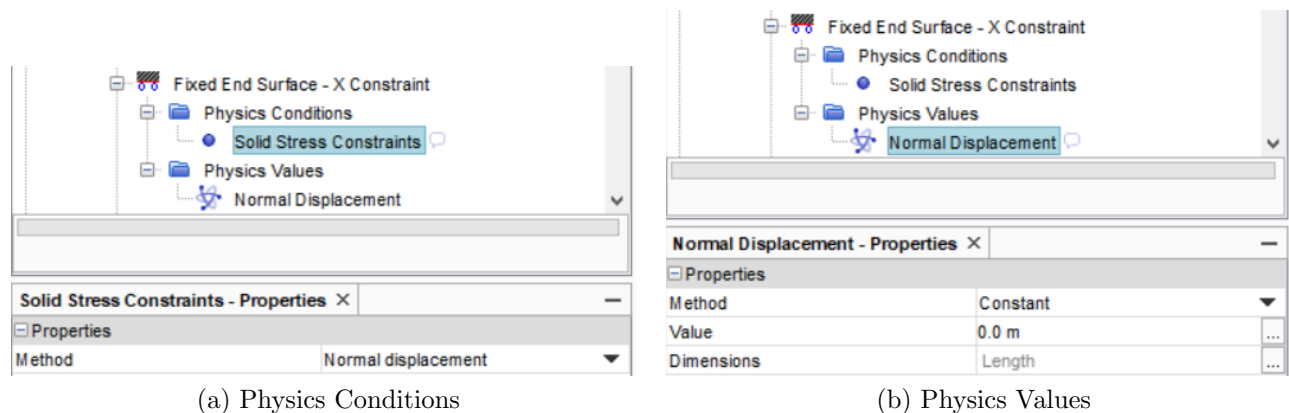 Fixed End Surface - X Constraint
Physics Conditions
Solid Stress Constraints
Physics Values
Normal Displacement
Solid Stress Constraints - Properties
Properties
Method Normal displacement
(a) Physics Conditions
Fixed End Surface - X Constraint
Physics Conditions
Solid Stress Constraints
Physics Values
Normal Displacement
Normal Displacement - Properties
Properties
Method Constant
Value 0.0 m ...
Dimensions Length ...
(b) Physics Values